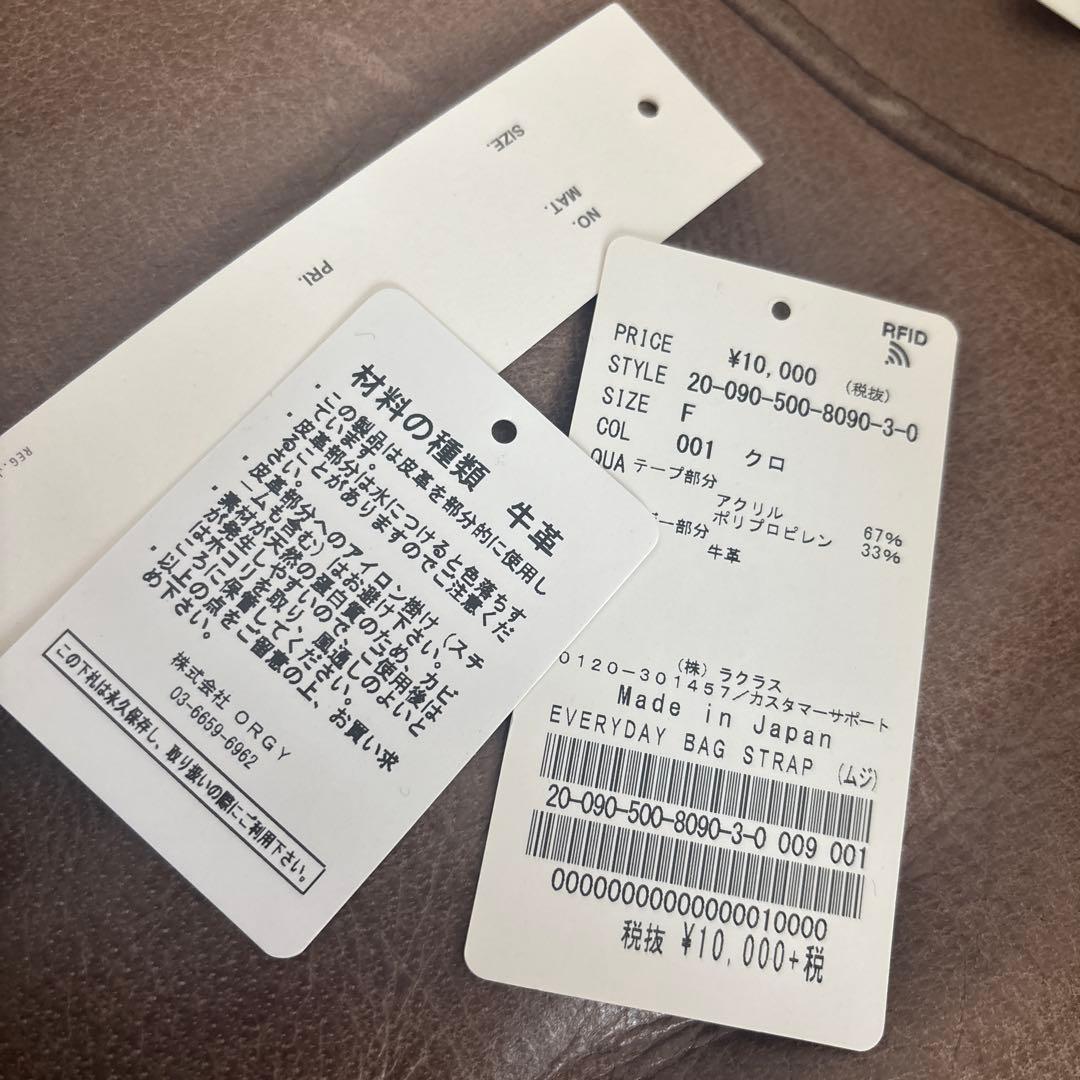 SIZE.
NO.
MAT.
PRI.
REG.
材料の種類 牛革
・この製品は皮革を部分的に使用し
ています。
・皮革部分は水につけると色落ちす
ることがありますのでご注意くだ
さい。
・皮革部分へのアイロン掛け(スチ
ームも含む)はお避け下さい。カビ
が発生しやすいので、ご使用後は
素材が天然の蛋白質のため、
はホコリを取り、風通しのよいと
ころに保管してください。
・以上の点をご留意の上、お買い求
め下さい。
株式会社 ORGY
03-6659-6962
この下札は永久保存し、取り扱いの際にご利用下さい。
RFID
PRICE ¥10,000 (税抜)
STYLE 20-090-500-8090-3-0
SIZE F
COL 001 クロ
QUA テープ部分
アクリル 67%
ポリプロピレン 33%
ー部分
牛革
(株) ラクラス
0120-301457/カスタマーサポート
Made in Japan
EVERYDAY BAG STRAP (ムジ)
20-090-500-8090-3-0 009 001
0000000000000010000
税抜 ¥10,000+税